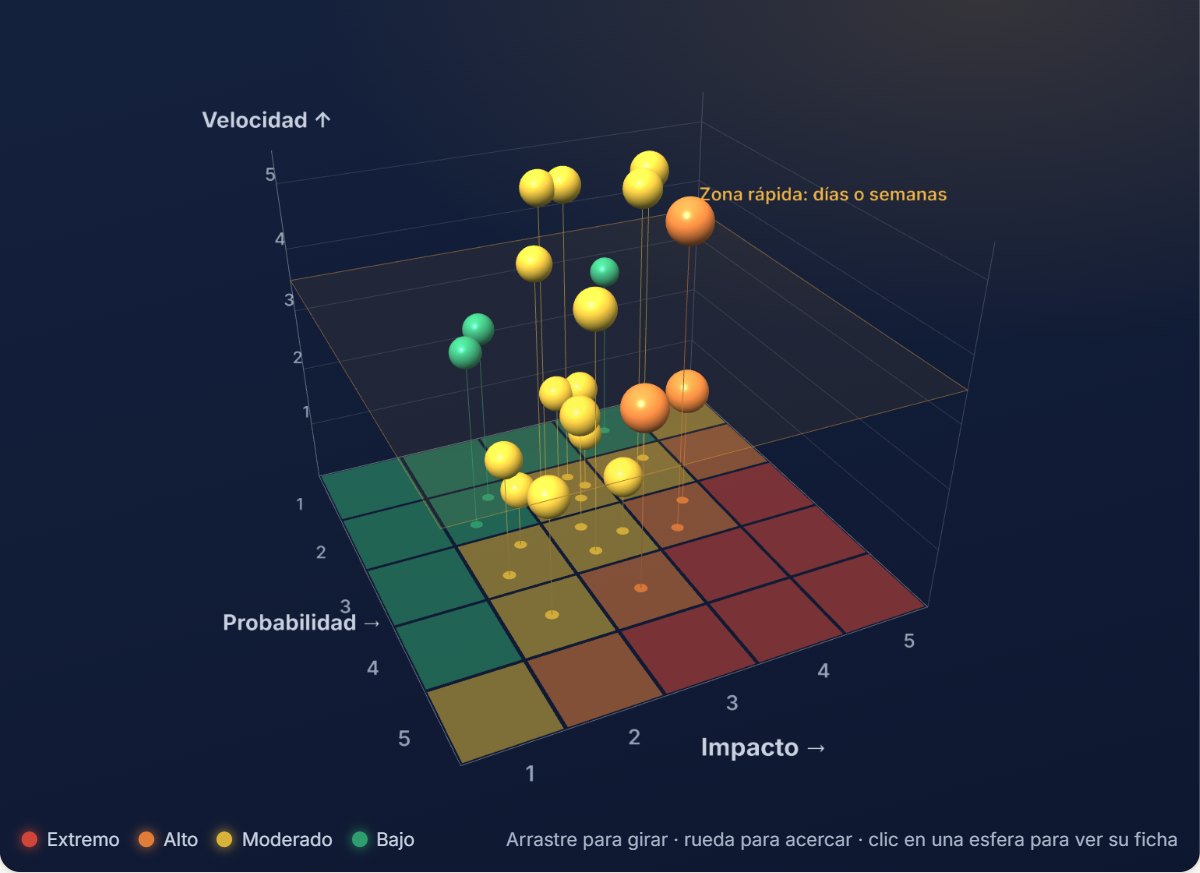 Velocidad ↑
5
4
3
2
1
Zona rápida: días o semanas
1
2
3
4
5
Probabilidad →
1
2
3
4
5
Impacto →
Extremo
Alto
Moderado
Bajo
Arrastre para girar · rueda para acercar · clic en una esfera para ver su ficha